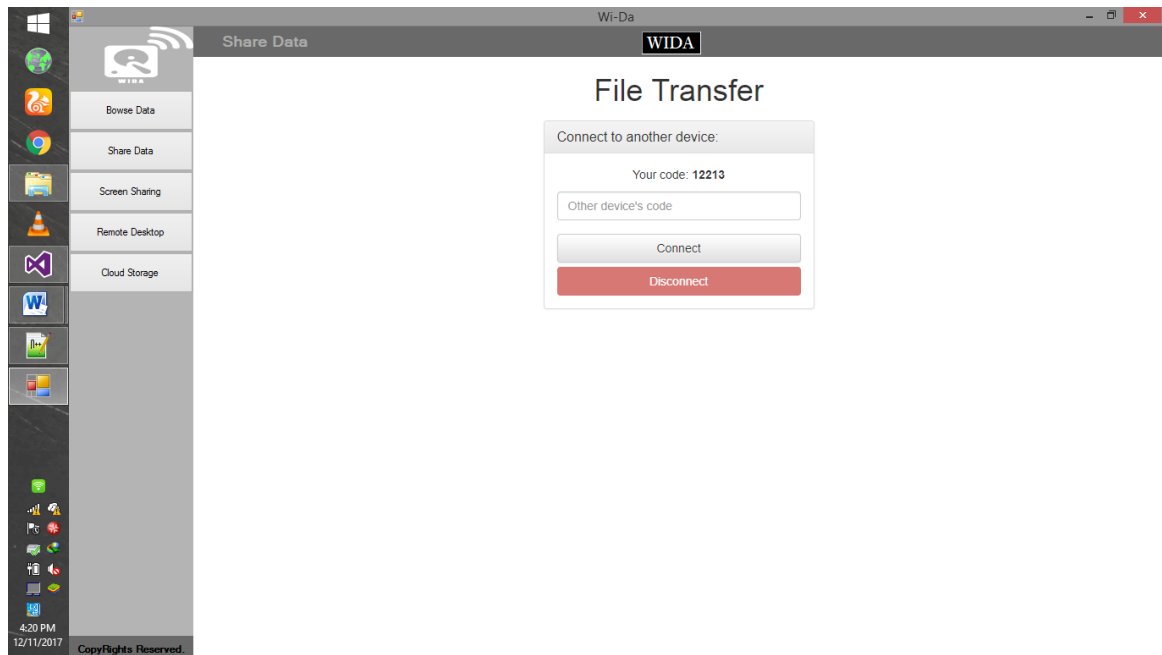 Wi-Da
WIDA
Share Data
WIDA
Bowse Data
Share Data
Screen Sharing
Remote Desktop
Cloud Storage
File Transfer
Connect to another device:
Your code: 12213
Other device's code
Connect
Disconnect
4:20 PM
12/11/2017
CopyRights Reserved.